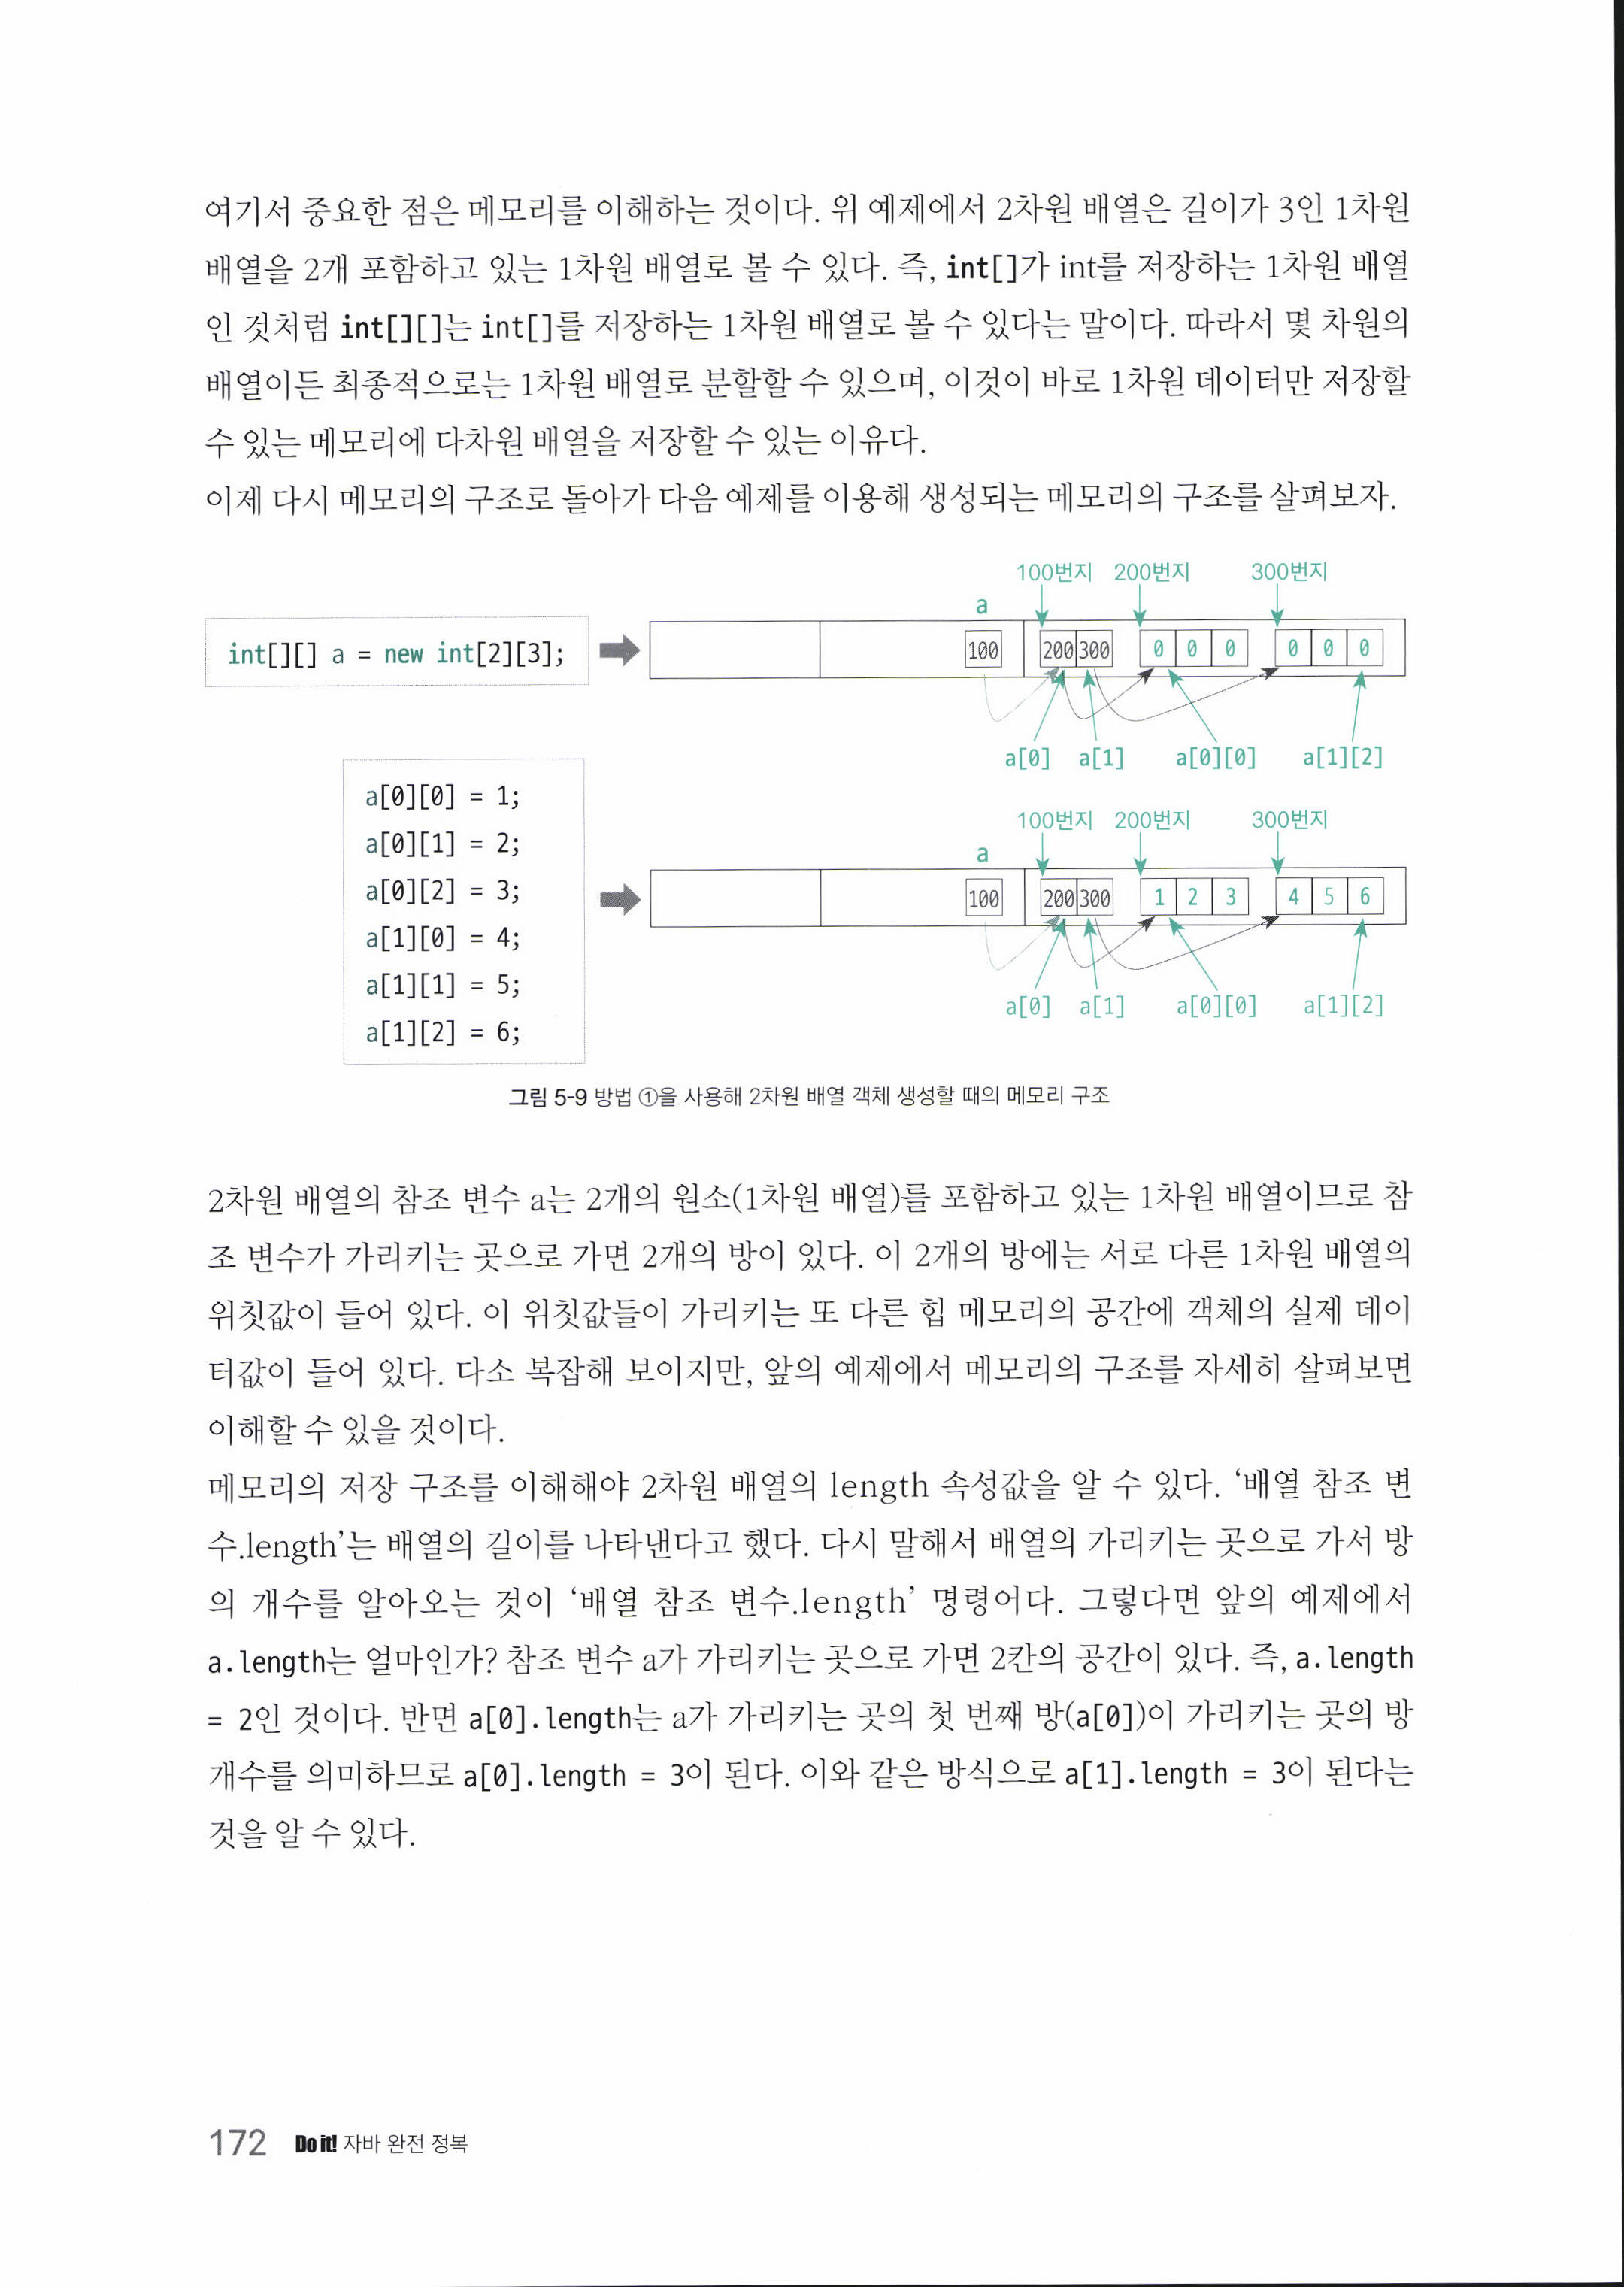 여기서 중요한 점은 메모리를 이해하는 것이다. 위 예제에서 2차원 배열은 길이가 3인 1차원
배열을 2개 포함하고 있는 1차원 배열로 볼 수 있다. 즉, int[]가 int를 저장하는 1차원 배열
인 것처럼 int[][]는 int[]를 저장하는 1차원 배열로 볼 수 있다는 말이다. 따라서 몇 차원의
배열이든 최종적으로는 1차원 배열로 분할할 수 있으며, 이것이 바로 1차원 데이터만 저장할
수 있는 메모리에 다차원 배열을 저장할 수 있는 이유다.
이제 다시 메모리의 구조로 돌아가 다음 예제를 이용해 생성되는 메모리의 구조를 살펴보자.
100번지 200번지 300번지
a
int[][] a = new int[2][3];
100 200 300 0 0 0 0 0 0
a[0] a[1] a[0][0] a[1][2]
a[0][0] = 1;
a[0][1] = 2;
a[0][2] = 3;
a[1][0] = 4;
a[1][1] = 5;
a[1][2] = 6;
100번지 200번지 300번지
a
100 200 300 1 2 3 4 5 6
a[0] a[1] a[0][0] a[1][2]
그림 5-9 방법 ①을 사용해 2차원 배열 객체 생성할 때의 메모리 구조
2차원 배열의 참조 변수 a는 2개의 원소(1차원 배열)를 포함하고 있는 1차원 배열이므로 참
조 변수가 가리키는 곳으로 가면 2개의 방이 있다. 이 2개의 방에는 서로 다른 1차원 배열의
위칫값이 들어 있다. 이 위칫값들이 가리키는 또 다른 힙 메모리의 공간에 객체의 실제 데이
터값이 들어 있다. 다소 복잡해 보이지만, 앞의 예제에서 메모리의 구조를 자세히 살펴보면
이해할 수 있을 것이다.
메모리의 저장 구조를 이해해야 2차원 배열의 length 속성값을 알 수 있다. ‘배열 참조 변
수.length’는 배열의 길이를 나타낸다고 했다. 다시 말해서 배열의 가리키는 곳으로 가서 방
의 개수를 알아오는 것이 ‘배열 참조 변수.length’ 명령어다. 그렇다면 앞의 예제에서
a.length는 얼마인가? 참조 변수 a가 가리키는 곳으로 가면 2칸의 공간이 있다. 즉, a.length
= 2인 것이다. 반면 a[0].length는 a가 가리키는 곳의 첫 번째 방(a[0])이 가리키는 곳의 방
개수를 의미하므로 a[0].length = 3이 된다. 이와 같은 방식으로 a[1].length = 3이 된다는
것을 알 수 있다.
172 Do it! 자바 완전 정복